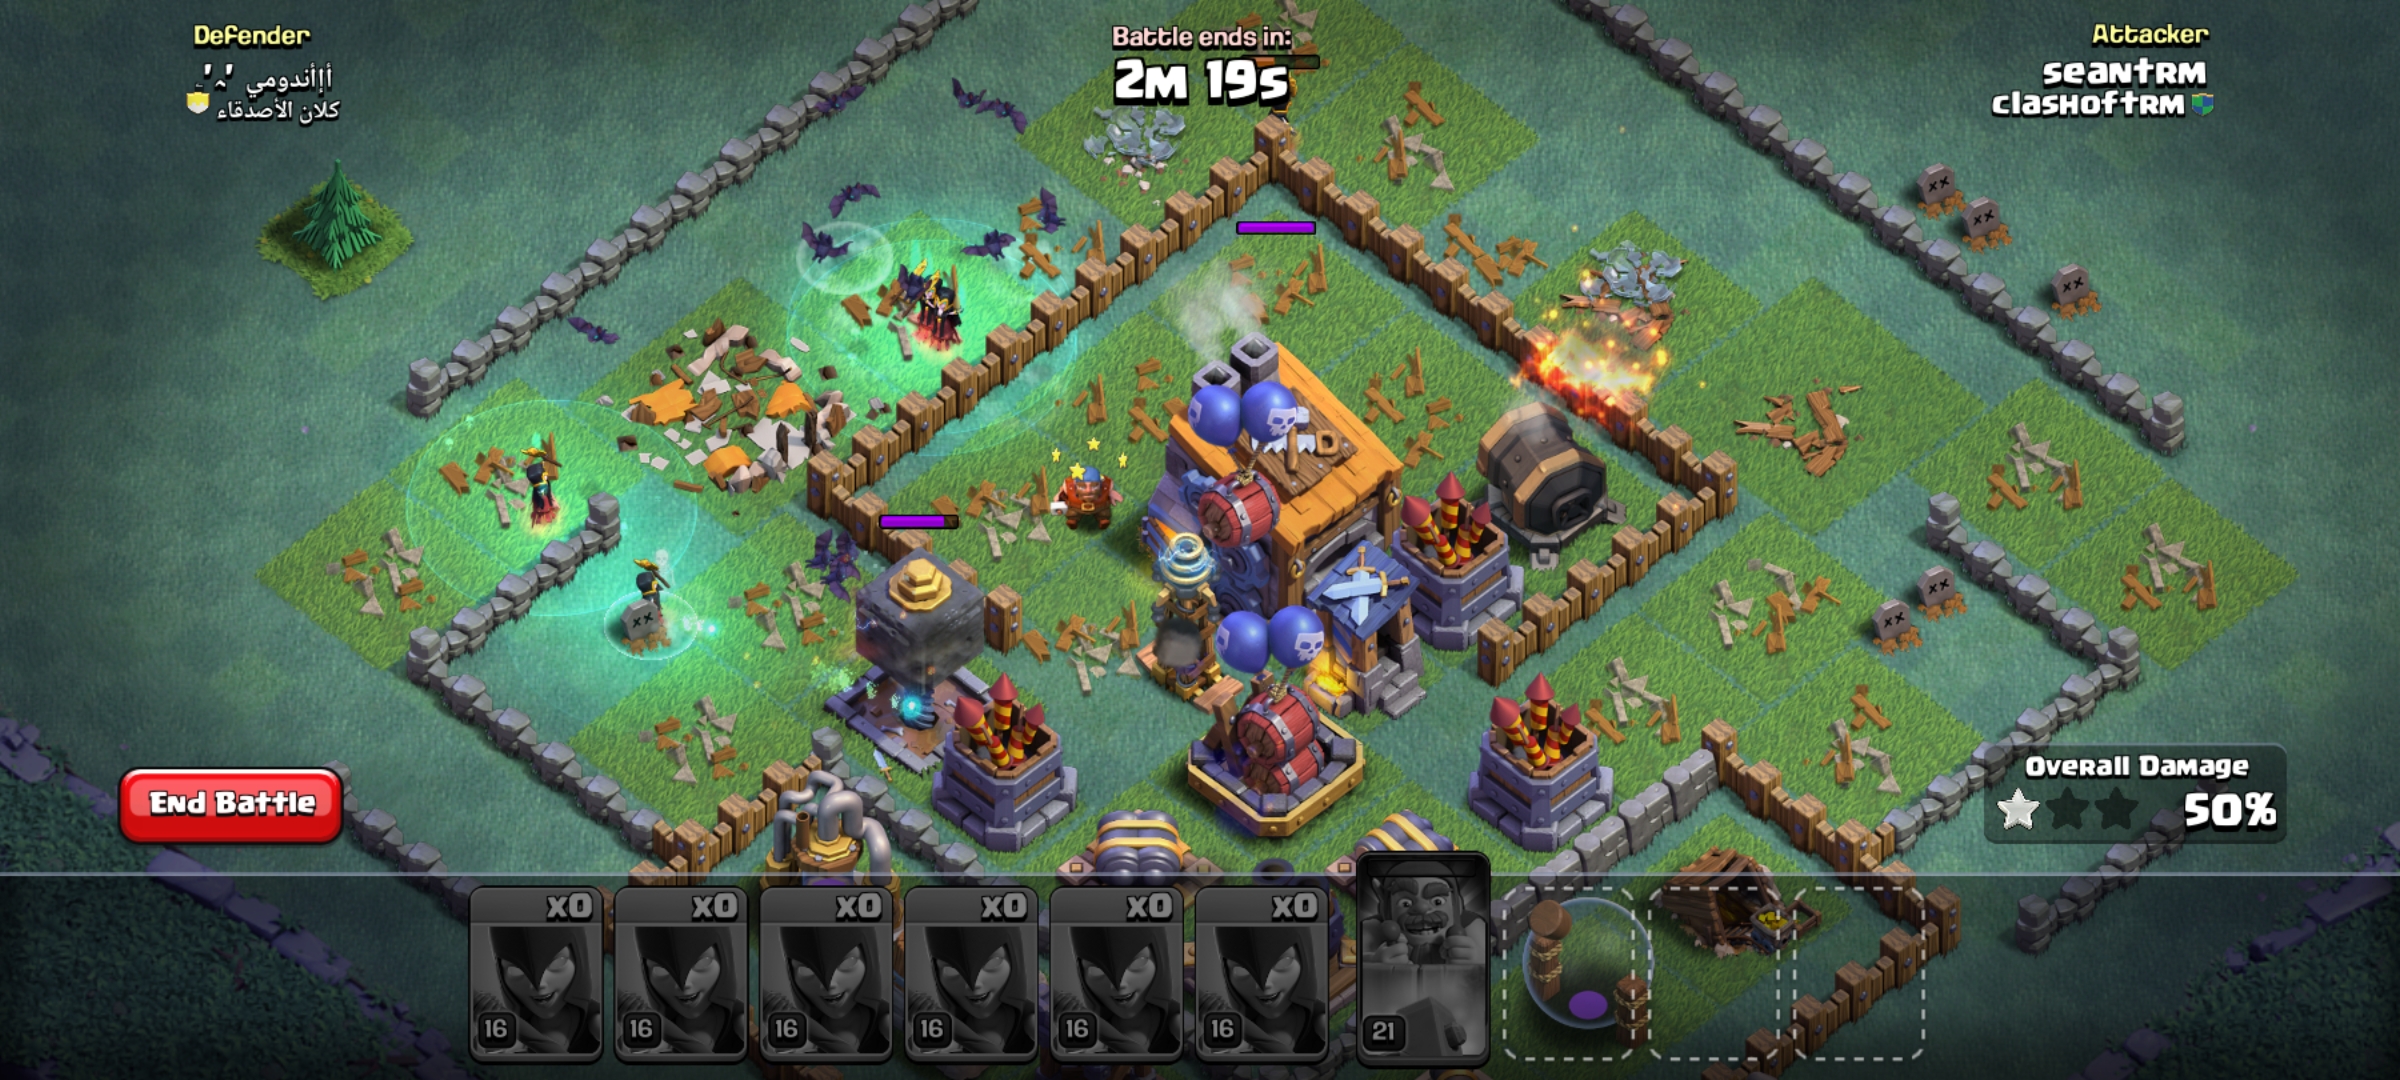 Defender
أإأندومي
كلان الأصدقاء
Battle ends in:
2M 19s
Attacker
seantRM
clashoftRM
End Battle
Overall Damage
50%
x0
x0
x0
x0
x0
x0
16
16
16
16
16
16
21